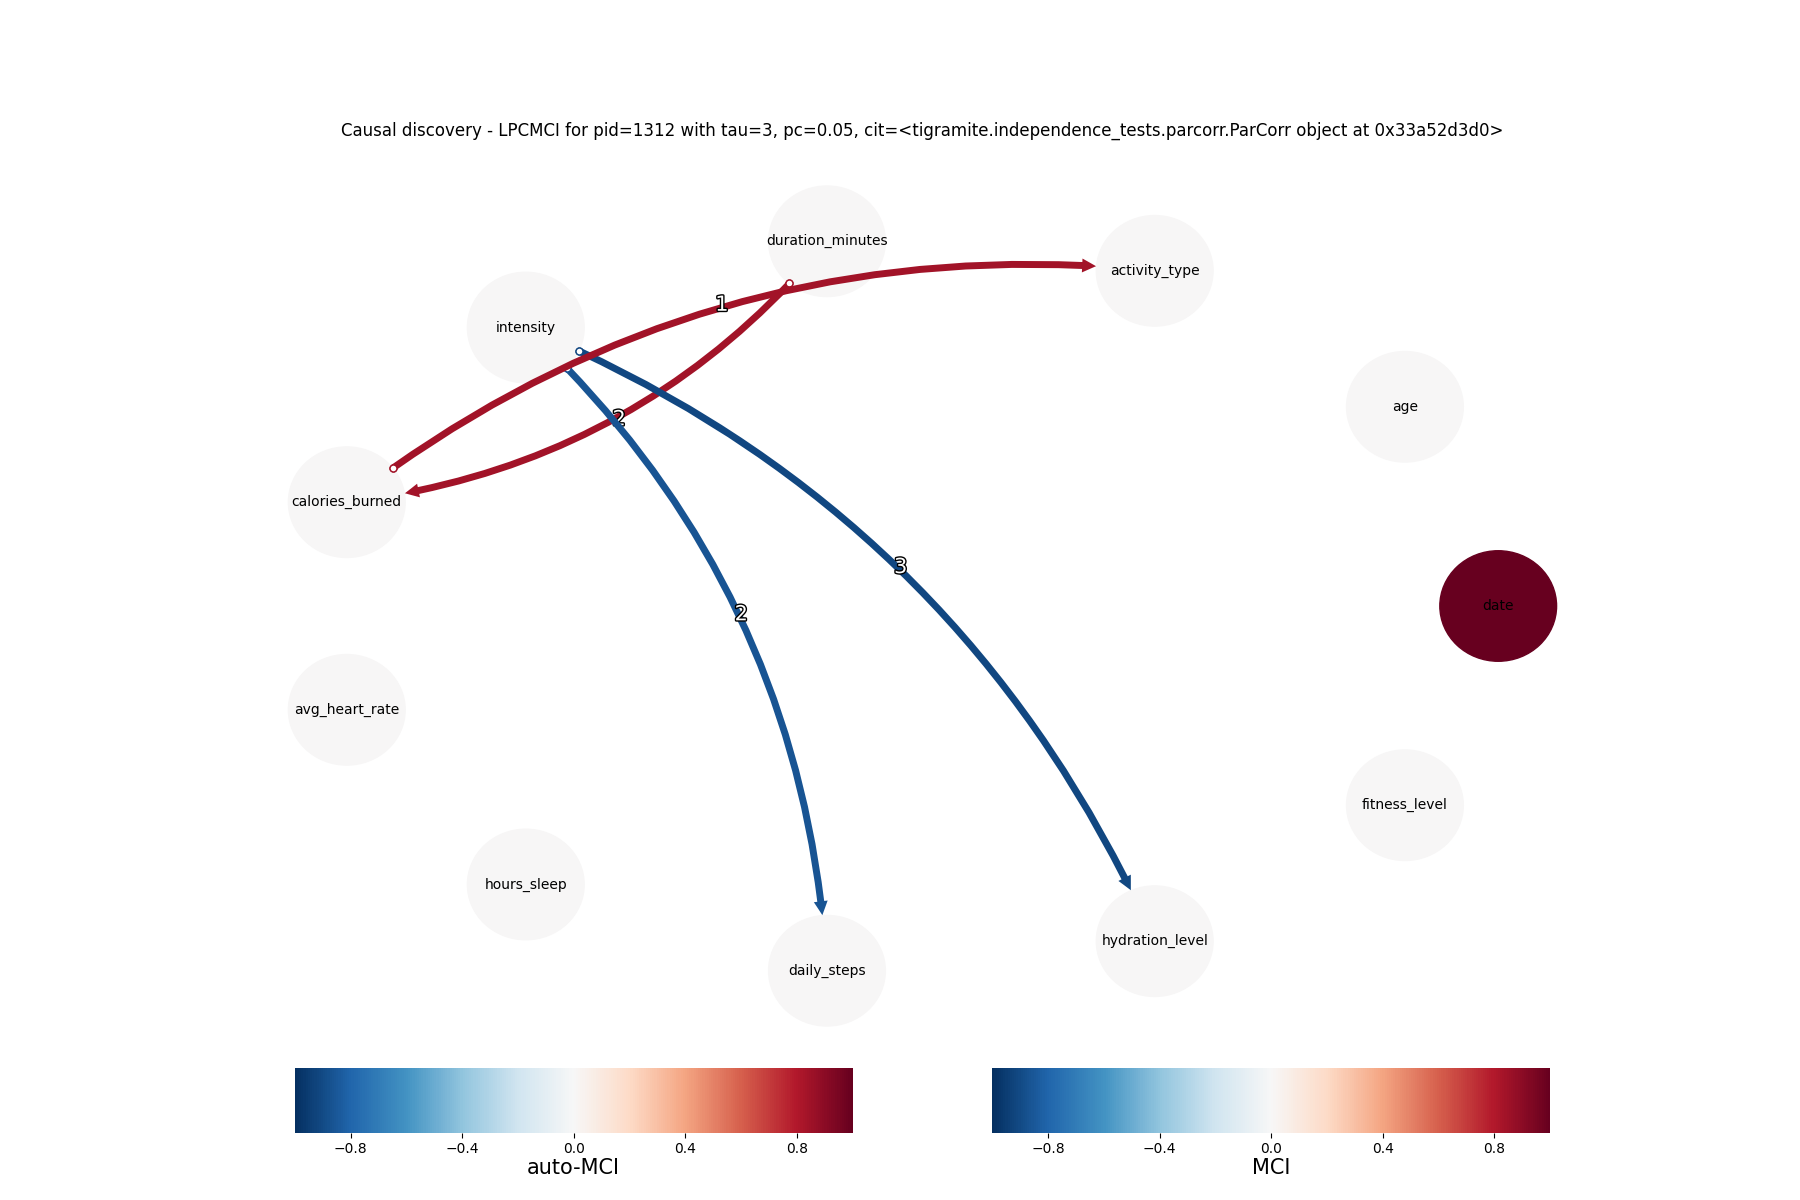 Causal discovery - LPCMCI for pid=1312 with tau=3, pc=0.05, cit=<tigramite.independence_tests.parcorr.ParCorr object at 0x33a52d3d0>
duration_minutes
activity_type
1
intensity
age
2
calories_burned
3
date
2
avg_heart_rate
fitness_level
hours_sleep
hydration_level
daily_steps
−0.8 −0.4 0.0 0.4 0.8
auto-MCI
−0.8 −0.4 0.0 0.4 0.8
MCI